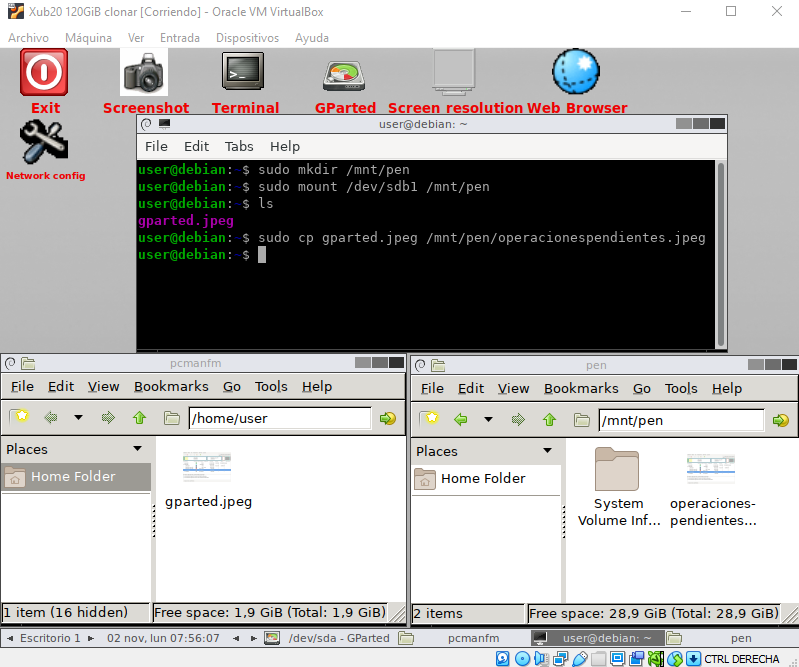 Xub20 120GiB clonar [Corriendo] - Oracle VM VirtualBox
Archivo Máquina Ver Entrada Dispositivos Ayuda
Exit Screenshot Terminal GParted Screen resolution Web Browser
Network config
user@debian: ~
File Edit Tabs Help
user@debian:~$ sudo mkdir /mnt/pen
user@debian:~$ sudo mount /dev/sdb1 /mnt/pen
user@debian:~$ ls
gparted.jpeg
user@debian:~$ sudo cp gparted.jpeg /mnt/pen/operacionespendientes.jpeg
user@debian:~$
pcmanfm
File Edit View Bookmarks Go Tools Help
/home/user
Places
Home Folder
gparted.jpeg
1 item (16 hidden) Free space: 1,9 GiB (Total: 1,9 GiB)
pen
File Edit View Bookmarks Go Tools Help
/mnt/pen
Places
Home Folder
System
Volume Inf...
operaciones-
pendientes...
2 items Free space: 28,9 GiB (Total: 28,9 GiB)
Escritorio 1 02 nov, lun 07:56:07 /dev/sda - GParted pcmanfm user@debian: ~ pen
CTRL DERECHA